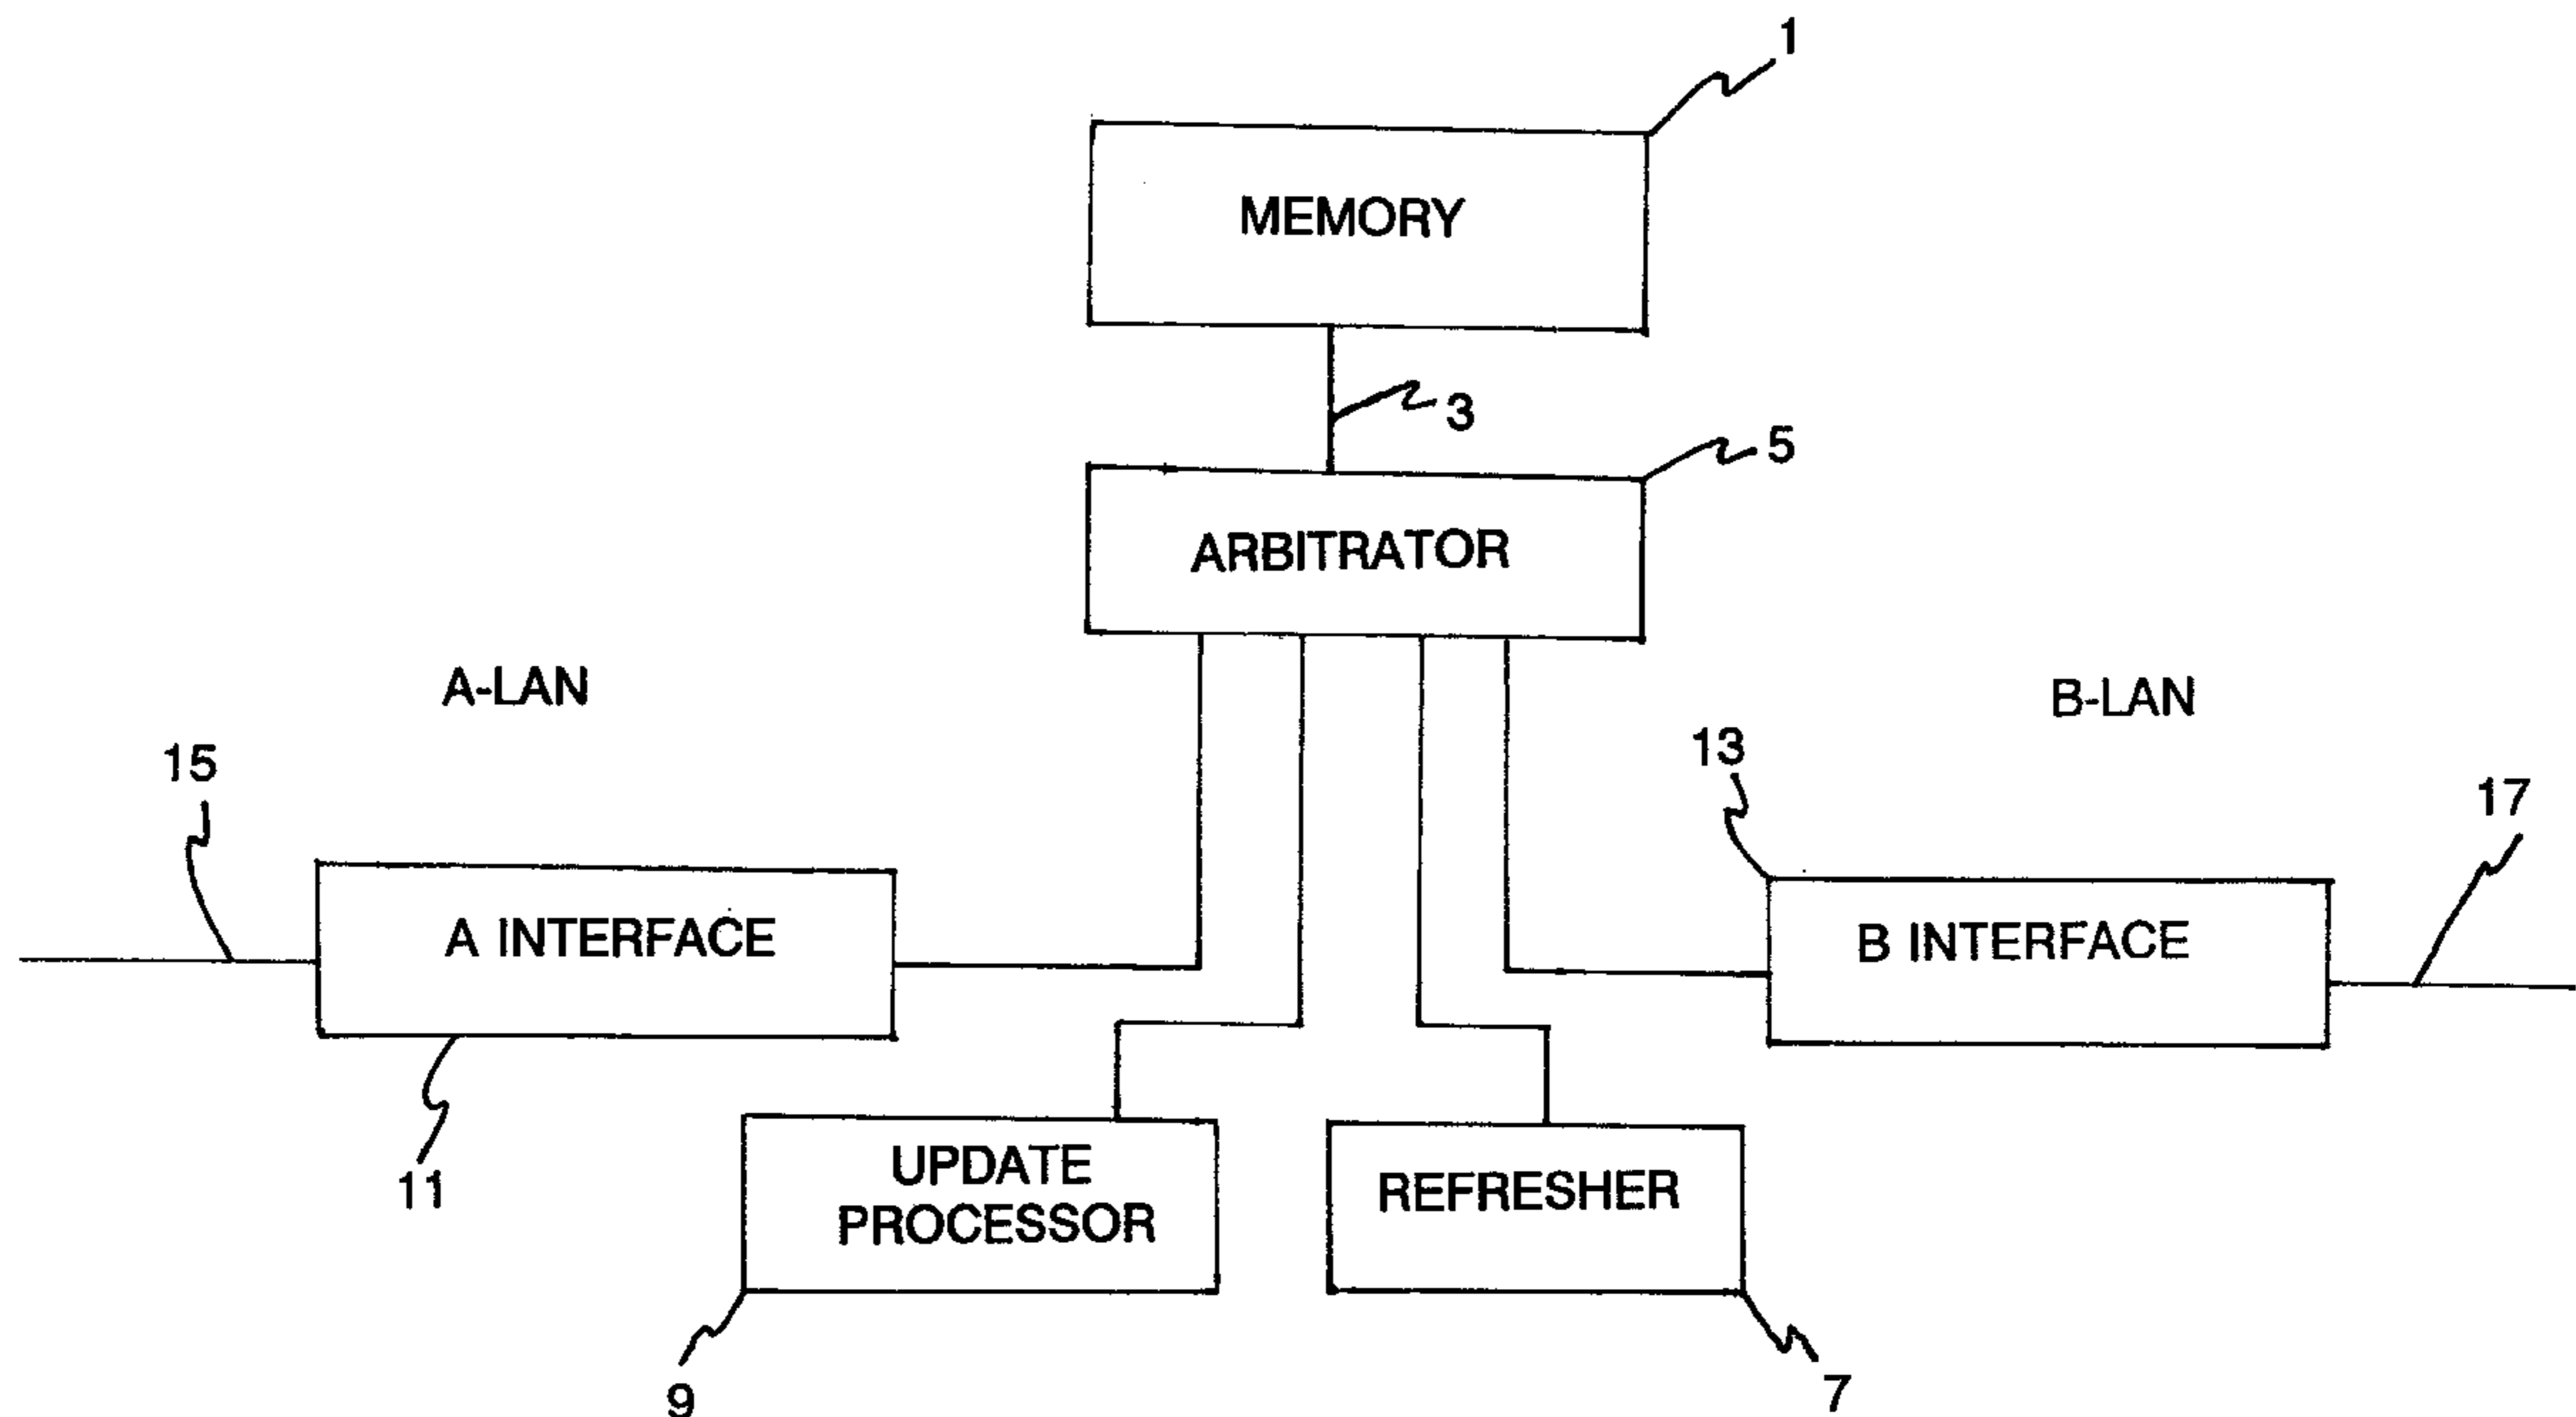 1
MEMORY
3
5
ARBITRATOR
A-LAN
B-LAN
15
13
17
A INTERFACE
B INTERFACE
11
UPDATE
PROCESSOR
REFRESHER
9
7